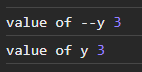 value of --y 3
value of y 3